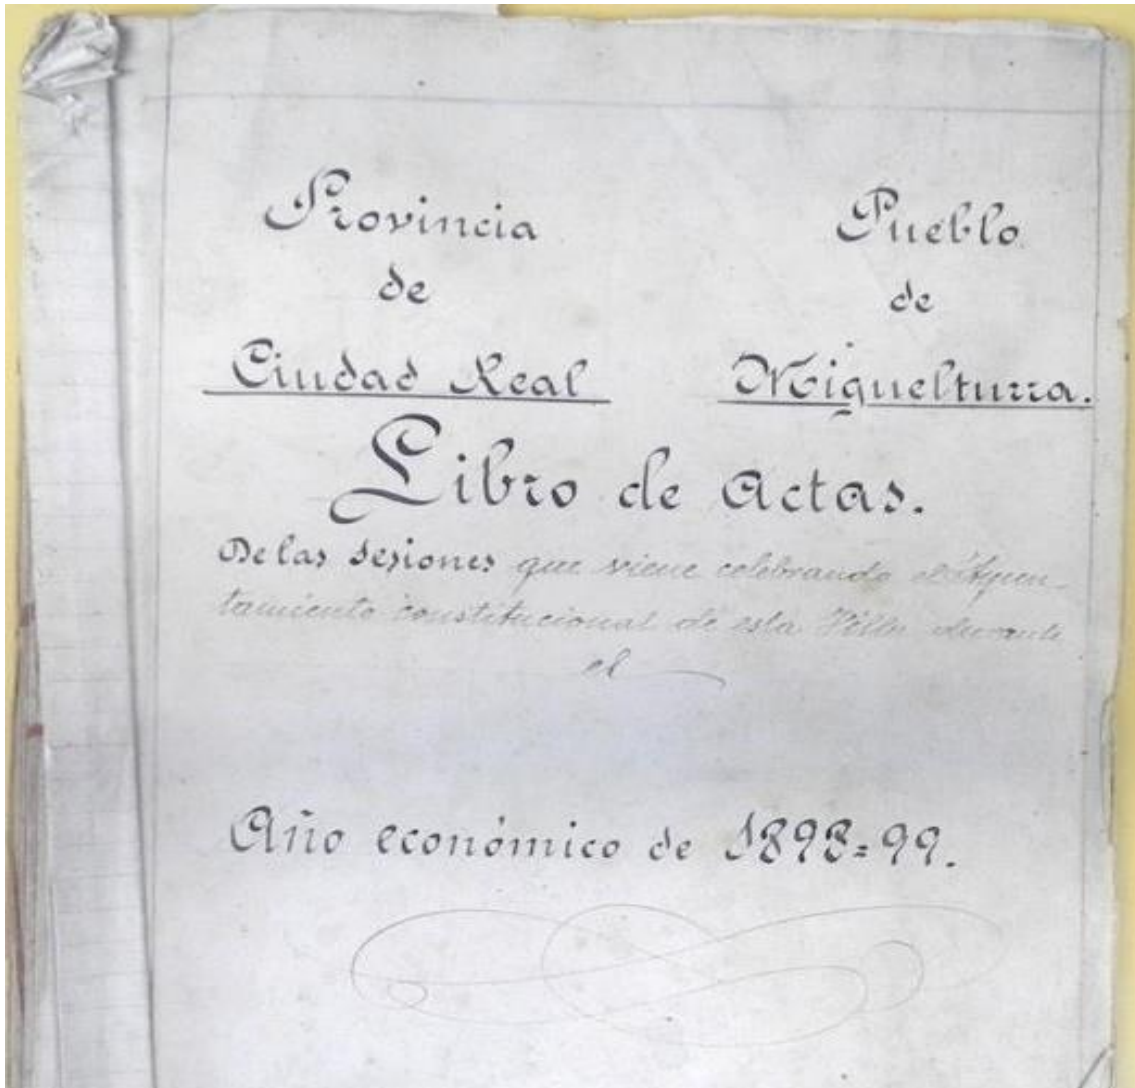 Provincia
de
Ciudad Real
Pueblo
de
Miguelturra.
Libro de Actas.
De las sesiones que viene celebrando el Ayun-
tamiento constitucional de esta Villa durante
el
Año económico de 1898=99.